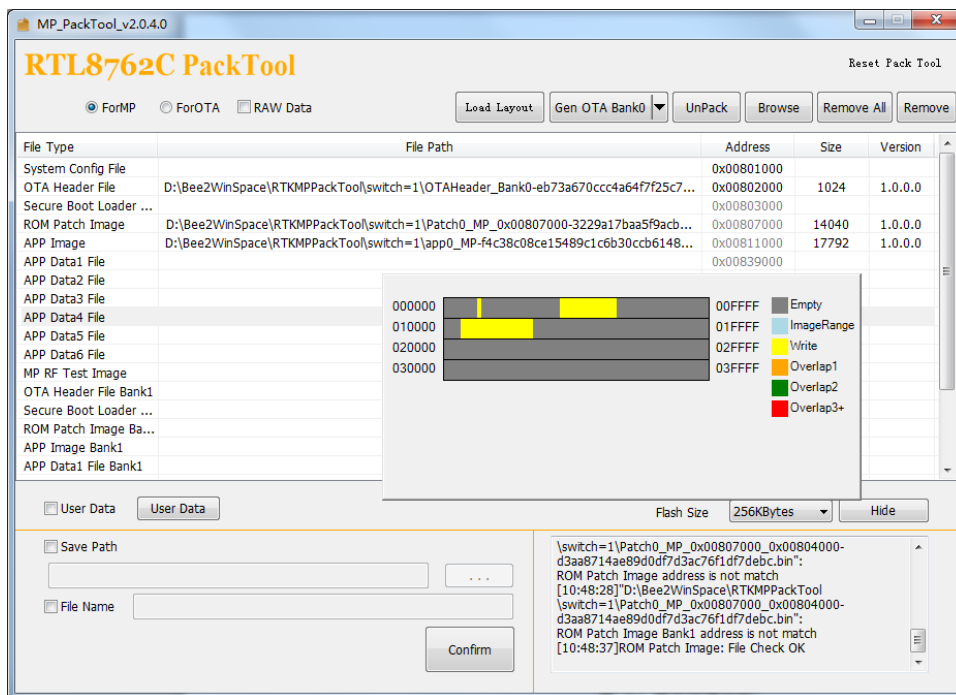 MP_PackTool_v2.0.4.0
RTL8762C PackTool
Reset Pack Tool
ForMP ForOTA RAW Data Load Layout Gen OTA Bank0 UnPack Browse Remove All Remove
File Type File Path Address Size Version
System Config File 0x00801000
OTA Header File D:\Bee2WinSpace\RTKMPPackTool\switch=1\OTAHeader_Bank0-eb73a670ccc4a64f7f25c7... 0x00802000 1024 1.0.0.0
Secure Boot Loader ... 0x00803000
ROM Patch Image D:\Bee2WinSpace\RTKMPPackTool\switch=1\Patch0_MP_0x00807000-3229a17baa5f9acb... 0x00807000 14040 1.0.0.0
APP Image D:\Bee2WinSpace\RTKMPPackTool\switch=1\app0_MP-f4c38c08ce15489c1c6b30ccb6148... 0x00811000 17792 1.0.0.0
APP Data1 File 0x00839000
APP Data2 File
APP Data3 File
APP Data4 File
APP Data5 File
APP Data6 File
MP RF Test Image
OTA Header File Bank1
Secure Boot Loader ...
ROM Patch Image Ba...
APP Image Bank1
APP Data1 File Bank1
000000 00FFFF Empty
010000 01FFFF ImageRange
020000 02FFFF Write
030000 03FFFF Overlap1
Overlap2
Overlap3+
User Data User Data Flash Size 256KBytes Hide
Save Path
...
File Name
Confirm
\switch=1\Patch0_MP_0x00807000_0x00804000-
d3aa8714ae89d0df7d3ac76f1df7debc.bin":
ROM Patch Image address is not match
[10:48:28]"D:\Bee2WinSpace\RTKMPPackTool
\switch=1\Patch0_MP_0x00807000_0x00804000-
d3aa8714ae89d0df7d3ac76f1df7debc.bin":
ROM Patch Image Bank1 address is not match
[10:48:37]ROM Patch Image: File Check OK